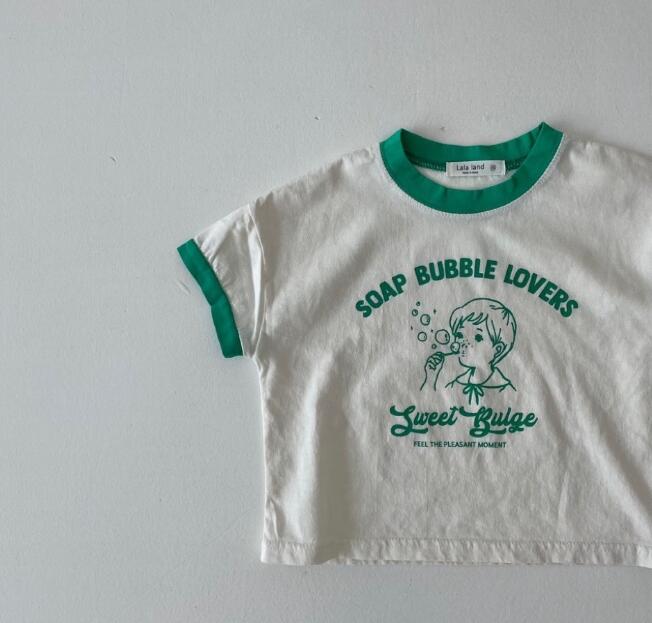 Lala land
SOAP BUBBLE LOVERS
Sweet Bulge
FEEL THE PLEASANT MOMENT